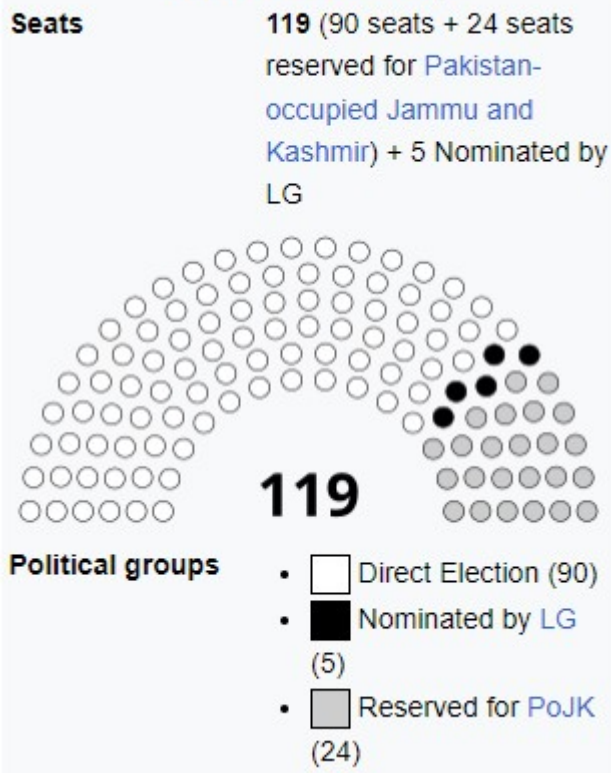 Seats
119 (90 seats + 24 seats
reserved for Pakistan-
occupied Jammu and
Kashmir) + 5 Nominated by
LG
119
Political groups
Direct Election (90)
Nominated by LG
(5)
Reserved for PoJK
(24)